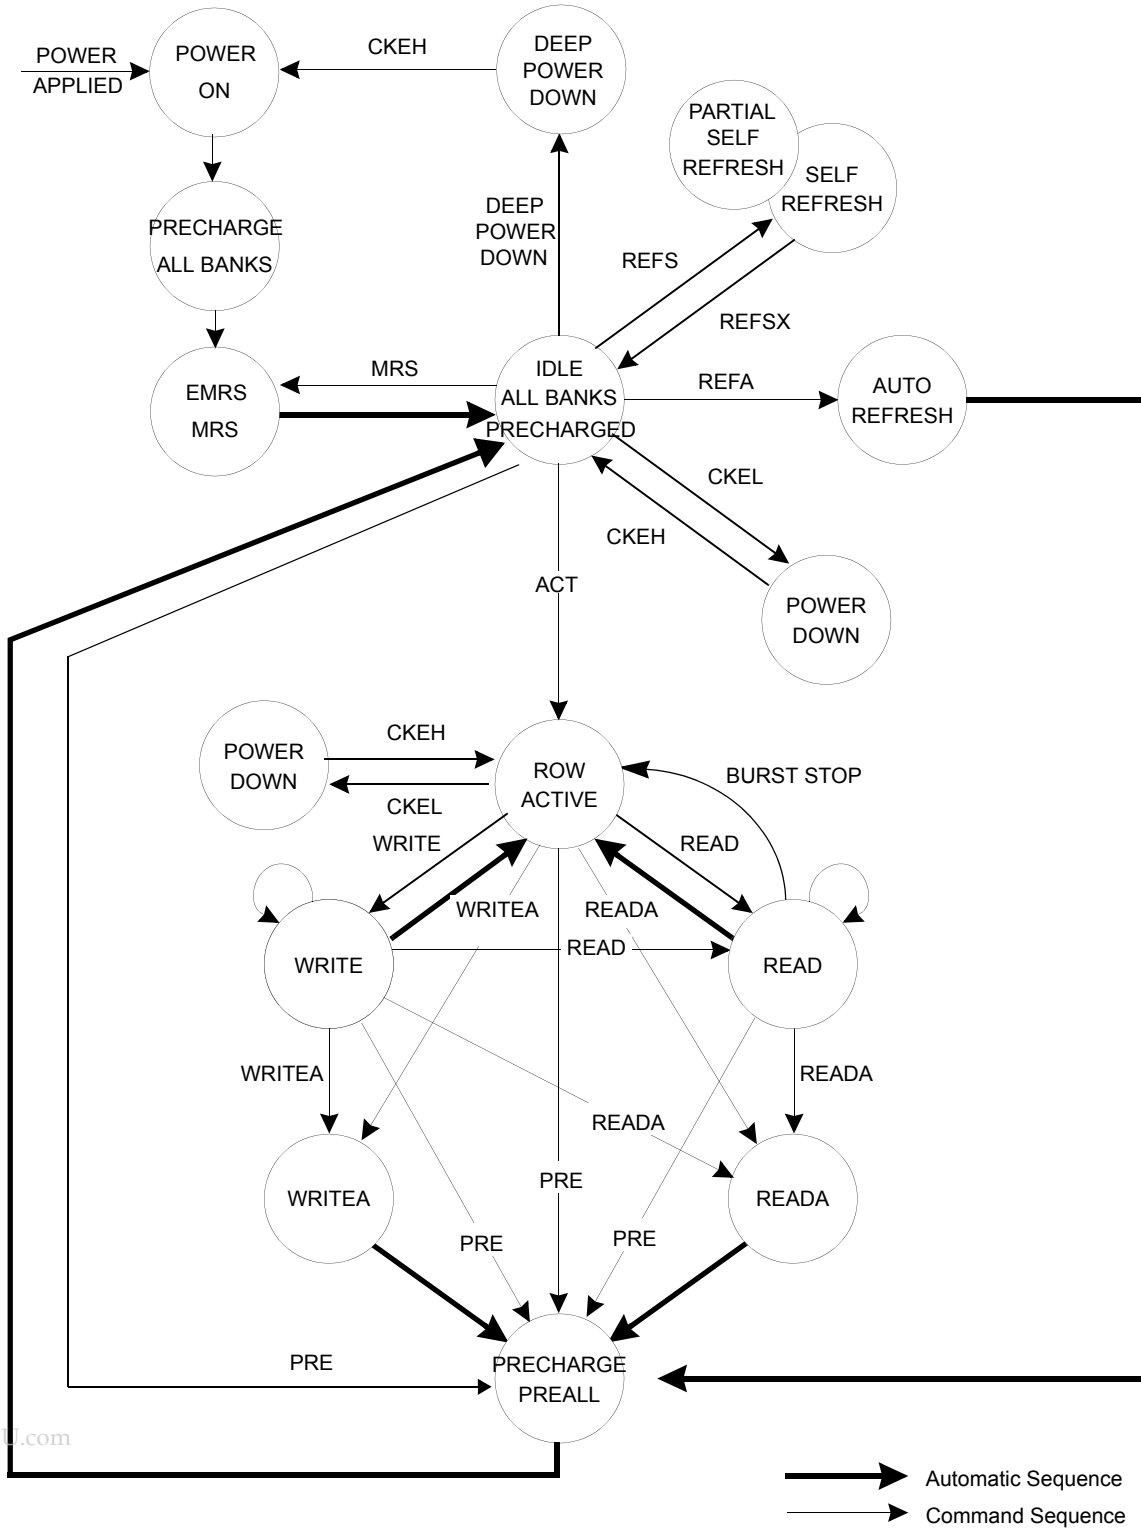 POWER
APPLIED
POWER
ON
CKEH
DEEP
POWER
DOWN
PARTIAL
SELF
REFRESH
SELF
REFRESH
PRECHARGE
ALL BANKS
DEEP
POWER
DOWN
REFS
REFSX
EMRS
MRS
MRS
IDLE
ALL BANKS
PRECHARGED
REFA
AUTO
REFRESH
CKEL
CKEH
ACT
POWER
DOWN
POWER
DOWN
CKEH
CKEL
ROW
ACTIVE
BURST STOP
WRITE
READ
WRITEA
READA
WRITE
READ
READ
WRITEA
READA
READA
WRITEA
PRE
READA
PRE
PRE
PRE
PRECHARGE
PREALL
U.com
Automatic Sequence
Command Sequence